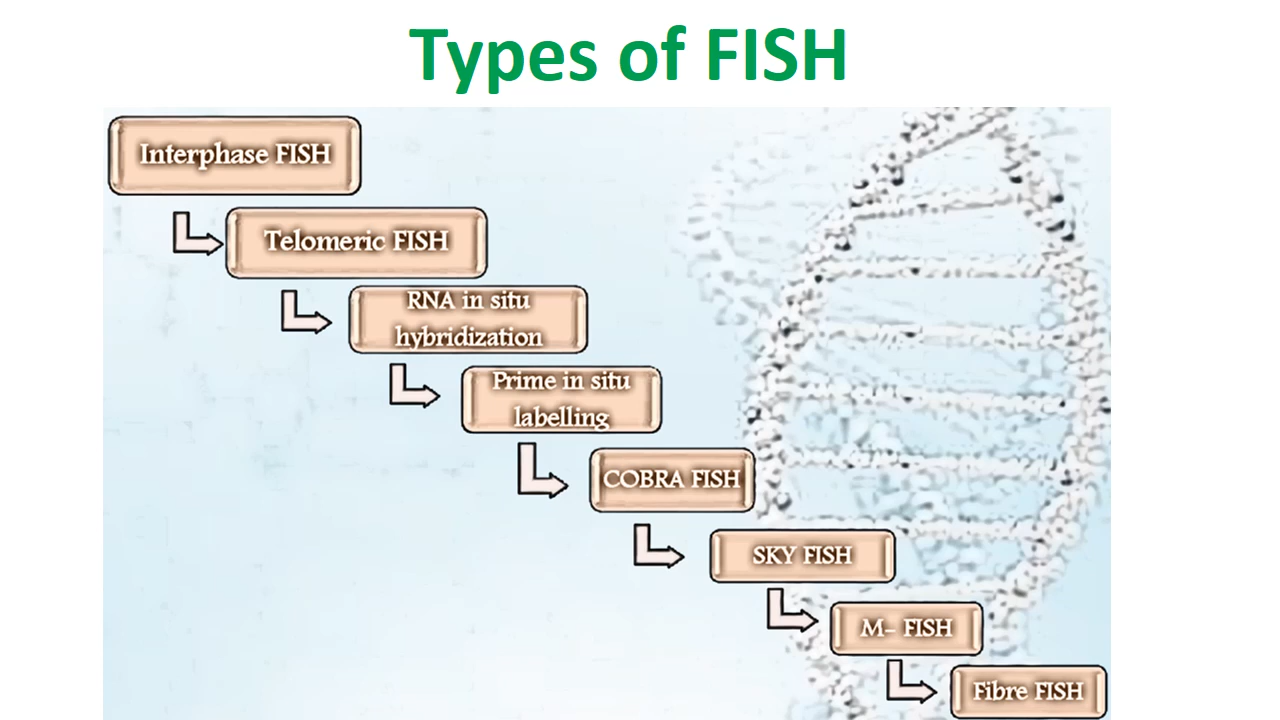 Types of FISH
Interphase FISH
Telomeric FISH
RNA in situ
hybridization
Prime in situ
labelling
COBRA FISH
SKY FISH
M- FISH
Fibre FISH